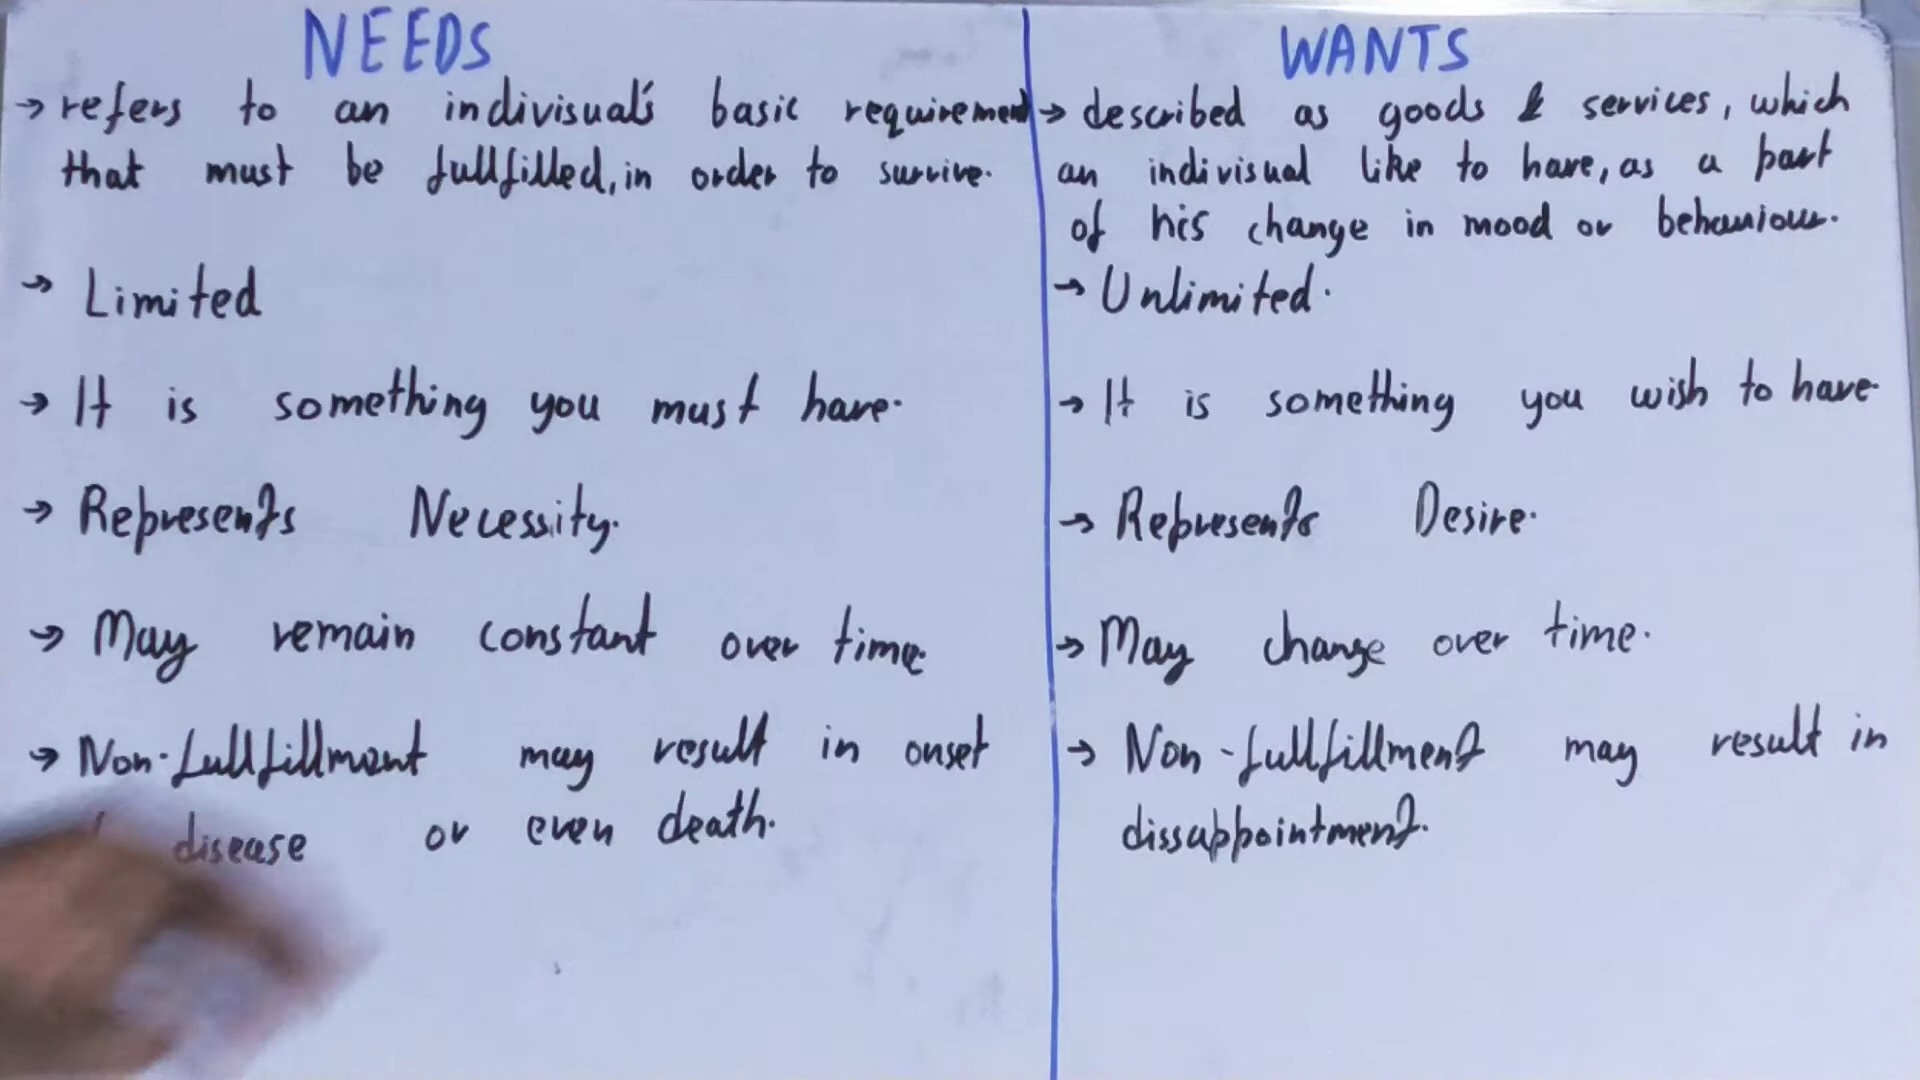 NEEDS
→ refers to an indivisual's basic requirement
that must be fullfilled, in order to survive.
→ Limited
→ It is something you must have.
→ Represents Necessity.
→ May remain constant over time.
→ Non-fullfillment may result in onset
disease or even death.
WANTS
→ described as goods & services, which
an indivisual like to have, as a part
of his change in mood or behaviour.
→ Unlimited.
→ It is something you wish to have.
→ Represents Desire.
→ May change over time.
→ Non-fullfillment may result in
dissappointment.